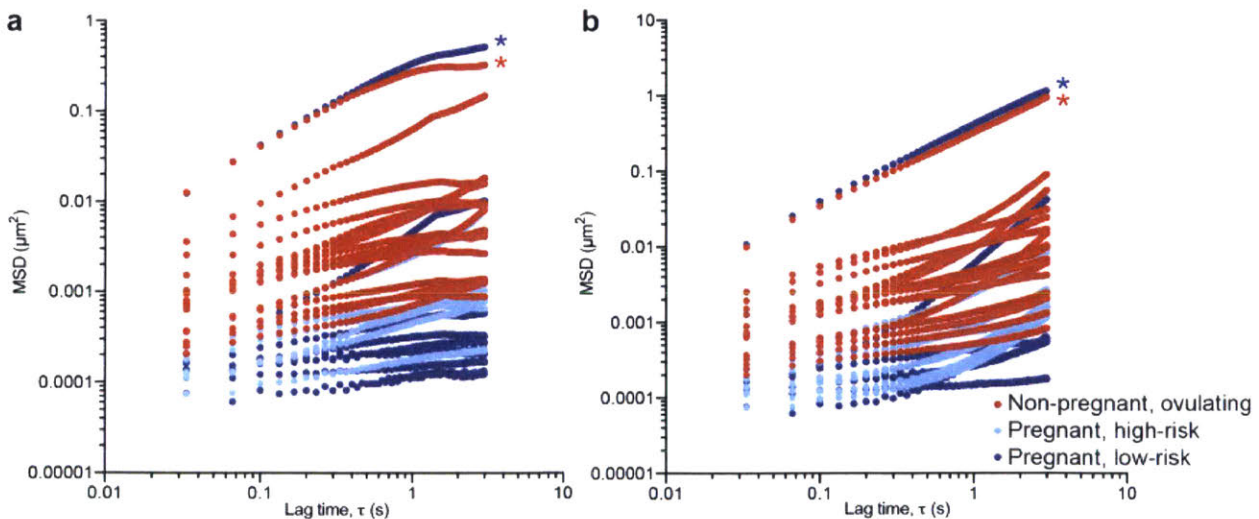 a
1
0.1
0.01
0.001
0.0001
0.00001
MSD (µm²)
0.01
0.1
1
10
Lag time, τ (s)
*
*
b
10
1
0.1
0.01
0.001
0.0001
0.00001
MSD (µm²)
0.01
0.1
1
10
Lag time, τ (s)
*
*
Non-pregnant, ovulating
Pregnant, high-risk
Pregnant, low-risk